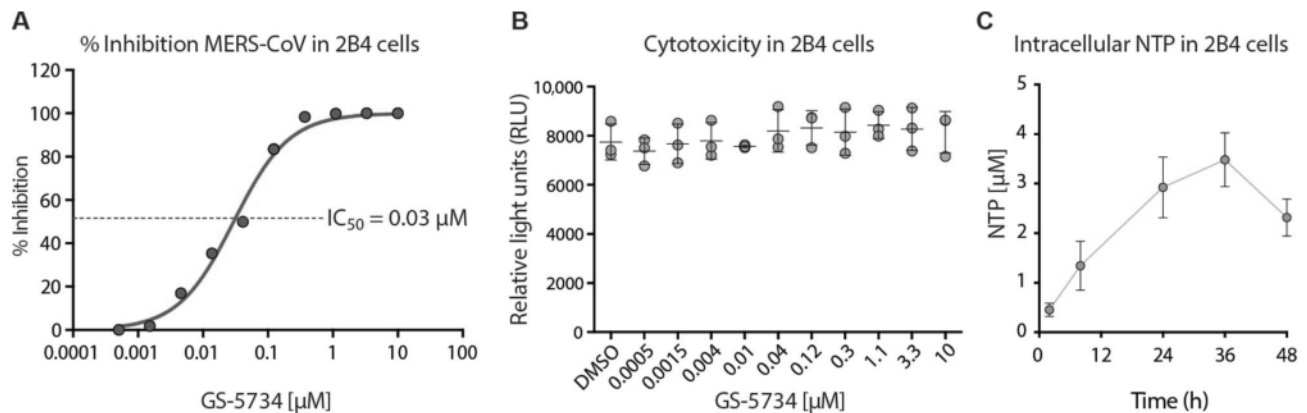 A
% Inhibition MERS-CoV in 2B4 cells
120
100
80
60
40
20
0
% Inhibition
IC50 = 0.03 µM
0.0001
0.001
0.01
0.1
1
10
100
GS-5734 [µM]
B
Cytotoxicity in 2B4 cells
10,000
8000
6000
4000
2000
0
Relative light units (RLU)
DMSO
0.0005
0.0015
0.004
0.01
0.04
0.12
0.3
1.1
3.3
10
GS-5734 [µM]
C
Intracellular NTP in 2B4 cells
5
4
3
2
1
0
NTP [µM]
0
12
24
36
48
Time (h)